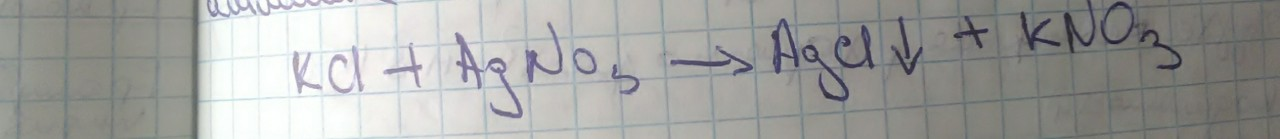 KCl + AgNO₃ → AgCl↓ + KNO₃